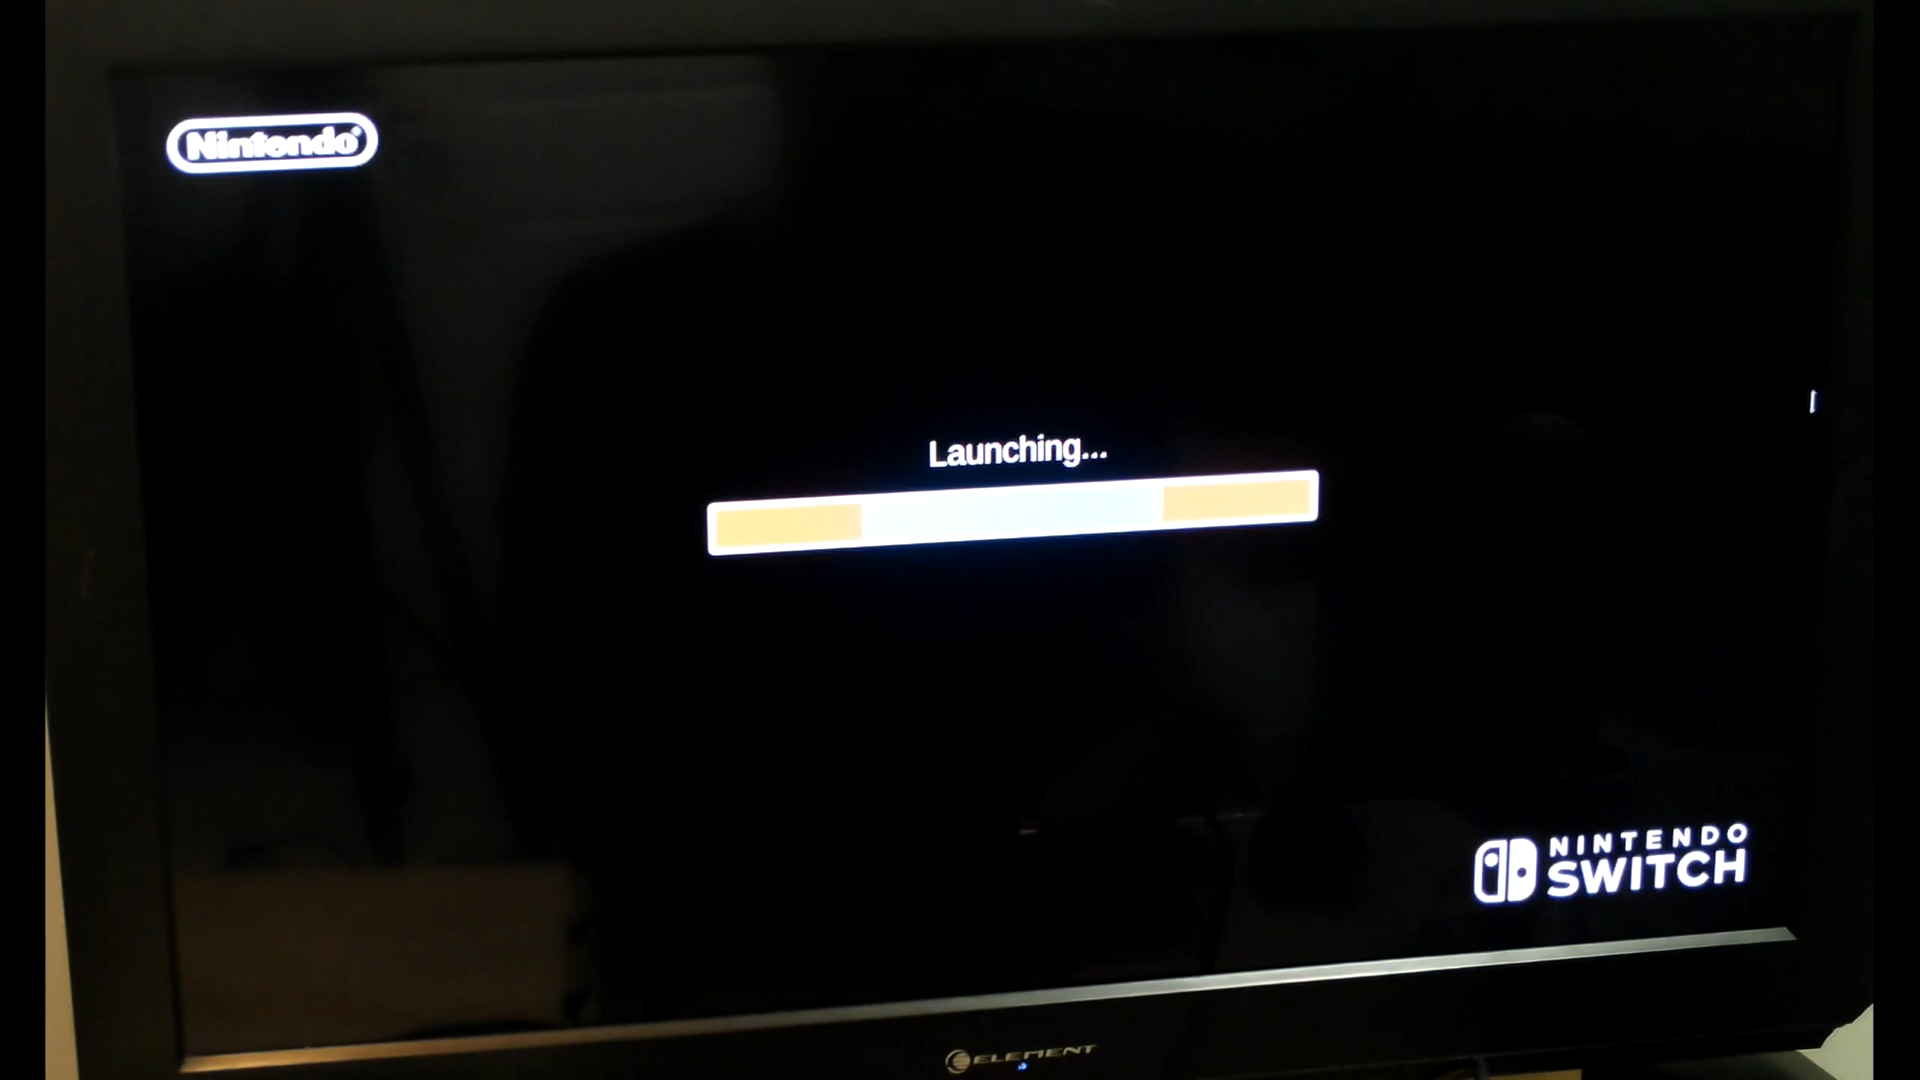 Nintendo
Launching...
NINTENDO
SWITCH
ELEMENT